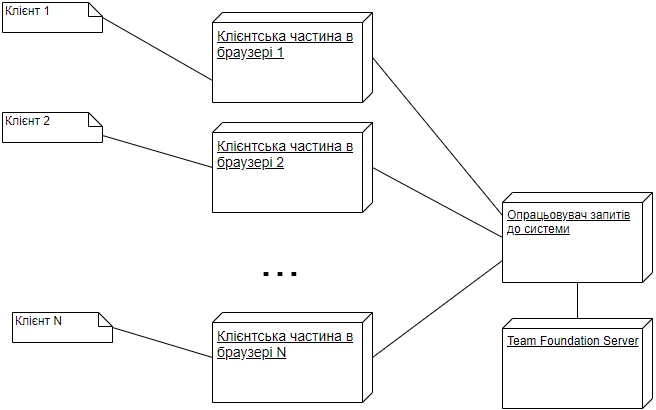 Клієнт 1
Клієнтська частина в
браузері 1
Клієнт 2
Клієнтська частина в
браузері 2
Опрацьовувач запитів
до системи
...
Клієнт N
Клієнтська частина в
браузері N
Team Foundation Server